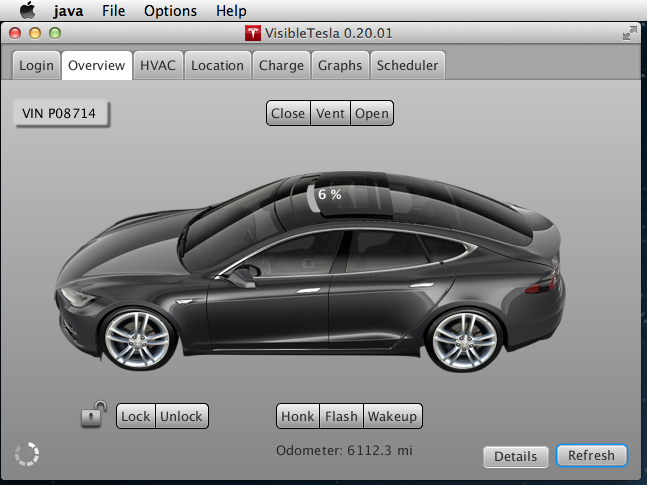 java File Options Help
VisibleTesla 0.20.01
Login Overview HVAC Location Charge Graphs Scheduler
VIN P08714
Close Vent Open
6 %
Lock Unlock Honk Flash Wakeup
Odometer: 6112.3 mi
Details Refresh